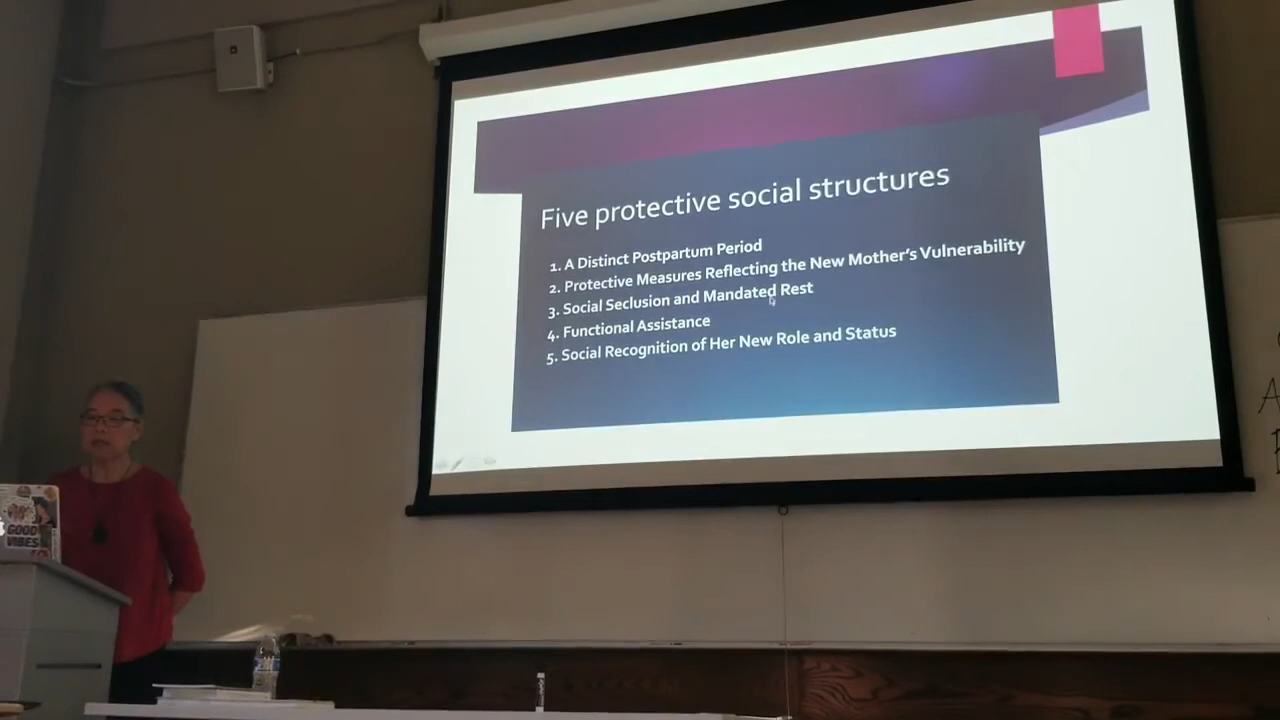 Five protective social structures
1. A Distinct Postpartum Period
2. Protective Measures Reflecting the New Mother's Vulnerability
3. Social Seclusion and Mandated Rest
4. Functional Assistance
5. Social Recognition of Her New Role and Status
GOOD
VIBES